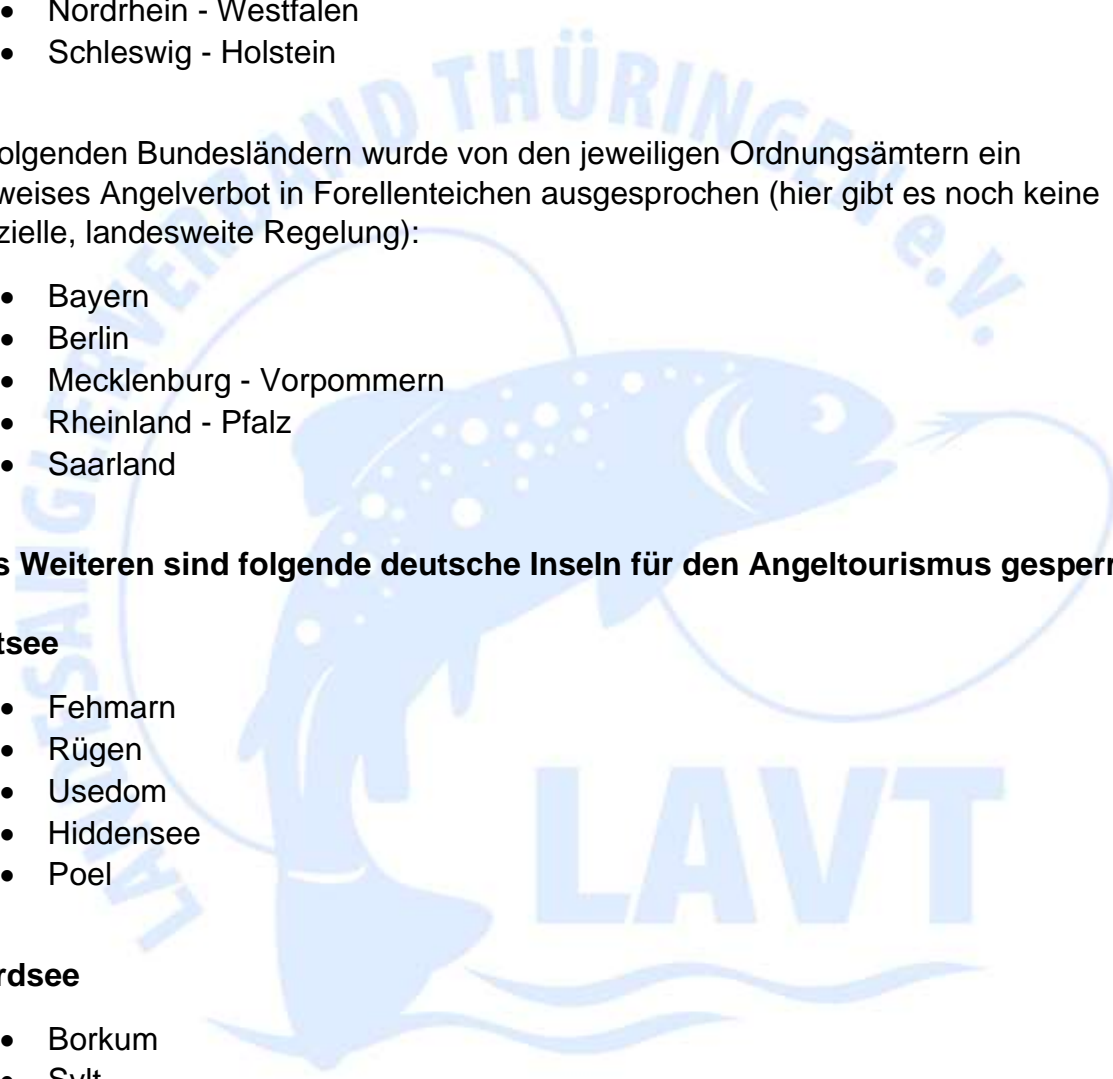 • Nordrhein - Westfalen
• Schleswig - Holstein
olgenden Bundesländern wurde von den jeweiligen Ordnungsämtern ein
weises Angelverbot in Forellenteichen ausgesprochen (hier gibt es noch keine
zielle, landesweite Regelung):
• Bayern
• Berlin
• Mecklenburg - Vorpommern
• Rheinland - Pfalz
• Saarland
s Weiteren sind folgende deutsche Inseln für den Angeltourismus gesperr
tsee
• Fehmarn
• Rügen
• Usedom
• Hiddensee
• Poel
rdsee
• Borkum
• Sylt
LANDESANGLERVERBAND THÜRINGEN e.V.
LAVT